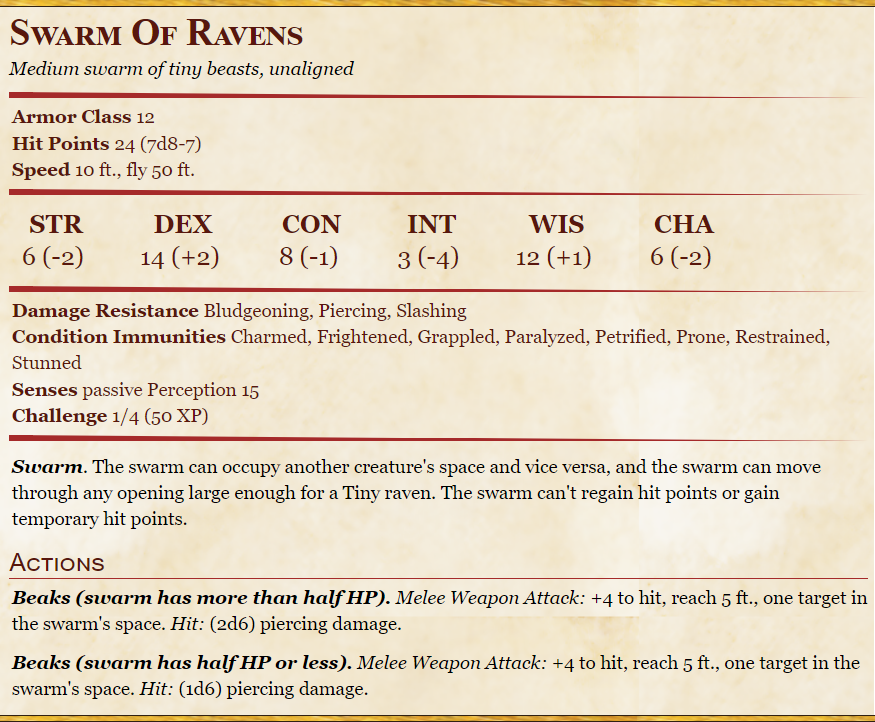 Swarm Of Ravens
Medium swarm of tiny beasts, unaligned
Armor Class 12
Hit Points 24 (7d8-7)
Speed 10 ft., fly 50 ft.
STR DEX CON INT WIS CHA
6 (-2) 14 (+2) 8 (-1) 3 (-4) 12 (+1) 6 (-2)
Damage Resistance Bludgeoning, Piercing, Slashing
Condition Immunities Charmed, Frightened, Grappled, Paralyzed, Petrified, Prone, Restrained,
Stunned
Senses passive Perception 15
Challenge 1/4 (50 XP)
Swarm. The swarm can occupy another creature's space and vice versa, and the swarm can move
through any opening large enough for a Tiny raven. The swarm can't regain hit points or gain
temporary hit points.
Actions
Beaks (swarm has more than half HP). Melee Weapon Attack: +4 to hit, reach 5 ft., one target in
the swarm's space. Hit: (2d6) piercing damage.
Beaks (swarm has half HP or less). Melee Weapon Attack: +4 to hit, reach 5 ft., one target in the
swarm's space. Hit: (1d6) piercing damage.